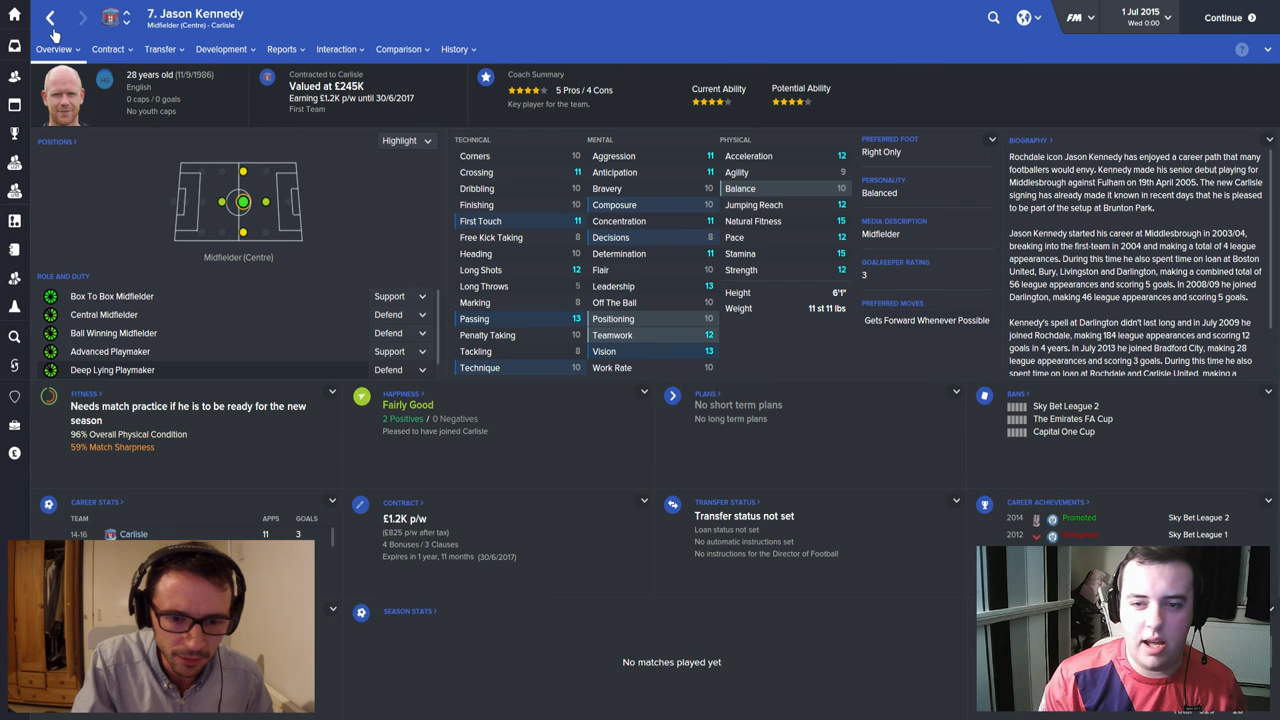 7. Jason Kennedy
Midfielder (Centre) - Carlisle
FM
1 Jul 2015
Wed 0:00
Continue
Overview
Contract
Transfer
Development
Reports
Interaction
Comparison
History
HG
28 years old (11/9/1986)
English
0 caps / 0 goals
No youth caps
Contracted to Carlisle
Valued at £245K
Earning £1.2K p/w until 30/6/2017
First Team
Coach Summary
5 Pros / 4 Cons
Key player for the team.
Current Ability
Potential Ability
POSITIONS >
Highlight
Midfielder (Centre)
ROLE AND DUTY
Box To Box Midfielder Support
Central Midfielder Defend
Ball Winning Midfielder Defend
Advanced Playmaker Support
Deep Lying Playmaker Defend
TECHNICAL
Corners 10
Crossing 11
Dribbling 10
Finishing 10
First Touch 11
Free Kick Taking 8
Heading 10
Long Shots 12
Long Throws 5
Marking 8
Passing 13
Penalty Taking 10
Tackling 8
Technique 10
MENTAL
Aggression 11
Anticipation 11
Bravery 10
Composure 10
Concentration 11
Decisions 8
Determination 11
Flair 10
Leadership 13
Off The Ball 10
Positioning 10
Teamwork 12
Vision 13
Work Rate 10
PHYSICAL
Acceleration 12
Agility 9
Balance 10
Jumping Reach 12
Natural Fitness 15
Pace 12
Stamina 15
Strength 12
Height 6'1"
Weight 11 st 11 lbs
PREFERRED FOOT
Right Only
PERSONALITY
Balanced
MEDIA DESCRIPTION
Midfielder
GOALKEEPER RATING
3
PREFERRED MOVES
Gets Forward Whenever Possible
BIOGRAPHY >
Rochdale icon Jason Kennedy has enjoyed a career path that many
footballers would envy. Kennedy made his senior debut playing for
Middlesbrough against Fulham on 19th April 2005. The new Carlisle
signing has already made it known in recent days that he is pleased
to be part of the setup at Brunton Park.
Jason Kennedy started his career at Middlesbrough in 2003/04,
breaking into the first-team in 2004 and making a total of 4 league
appearances. During this time he also spent time on loan at Boston
United, Bury, Livingston and Darlington, making a combined total of
56 league appearances and scoring 5 goals. In 2008/09 he joined
Darlington, making 46 league appearances and scoring 5 goals.
Kennedy's spell at Darlington didn't last long and in July 2009 he
joined Rochdale, making 184 league appearances and scoring 12
goals in 4 years. In July 2013 he joined Bradford City, making 28
league appearances and scoring 3 goals. During this time he also
spent time on loan at Rochdale and Carlisle United, making a
FITNESS >
Needs match practice if he is to be ready for the new
season
96% Overall Physical Condition
59% Match Sharpness
HAPPINESS >
Fairly Good
2 Positives / 0 Negatives
Pleased to have joined Carlisle
PLANS >
No short term plans
No long term plans
BANS >
Sky Bet League 2
The Emirates FA Cup
Capital One Cup
CAREER STATS >
TEAM APPS GOALS
14-16 Carlisle 11 3
CONTRACT >
£1.2K p/w
(£825 p/w after tax)
4 Bonuses / 3 Clauses
Expires in 1 year, 11 months (30/6/2017)
TRANSFER STATUS >
Transfer status not set
Loan status not set
No automatic instructions set
No instructions for the Director of Football
CAREER ACHIEVEMENTS >
2014 Promoted Sky Bet League 2
2012 Relegated Sky Bet League 1
SEASON STATS >
No matches played yet